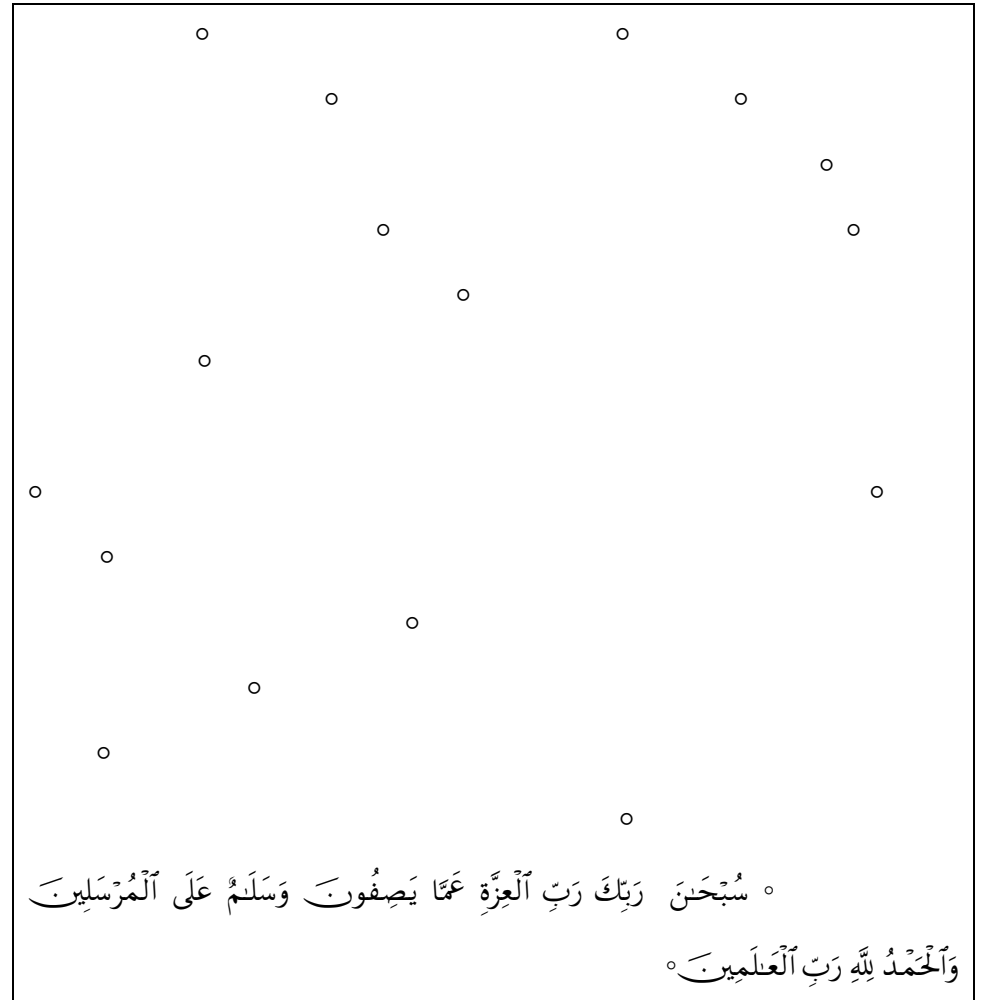 ◦ سُبْحَـٰنَ رَبِّكَ رَبِّ ٱلْعِزَّةِ عَمَّا يَصِفُونَ وَسَلَـٰمٌ عَلَى ٱلْمُرْسَلِينَ
وَٱلْحَمْدُ لِلَّهِ رَبِّ ٱلْعَـٰلَمِينَ ◦